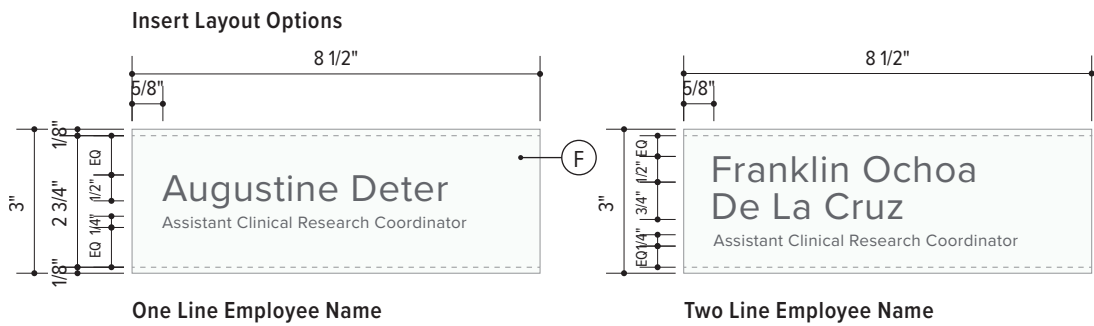 Insert Layout Options
8 1/2"
5/8"
3"
1/8"
2 3/4"
1/8"
EQ
1/2"
1/4"
EQ
Augustine Deter
Assistant Clinical Research Coordinator
F
One Line Employee Name
8 1/2"
5/8"
3"
EQ
1/2"
3/4"
1/4"
EQ
Franklin Ochoa
De La Cruz
Assistant Clinical Research Coordinator
Two Line Employee Name